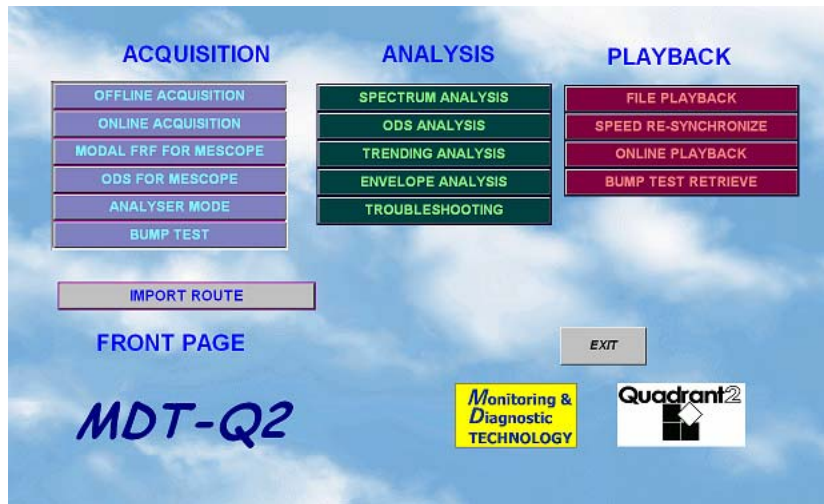 ACQUISITION
OFFLINE ACQUISITION
ONLINE ACQUISITION
MODAL FRF FOR MESCOPE
ODS FOR MESCOPE
ANALYSER MODE
BUMP TEST
ANALYSIS
SPECTRUM ANALYSIS
ODS ANALYSIS
TRENDING ANALYSIS
ENVELOPE ANALYSIS
TROUBLESHOOTING
PLAYBACK
FILE PLAYBACK
SPEED RE-SYNCHRONIZE
ONLINE PLAYBACK
BUMP TEST RETRIEVE
IMPORT ROUTE
FRONT PAGE
EXIT
MDT-Q2
Monitoring &
Diagnostic
TECHNOLOGY
Quadrant2